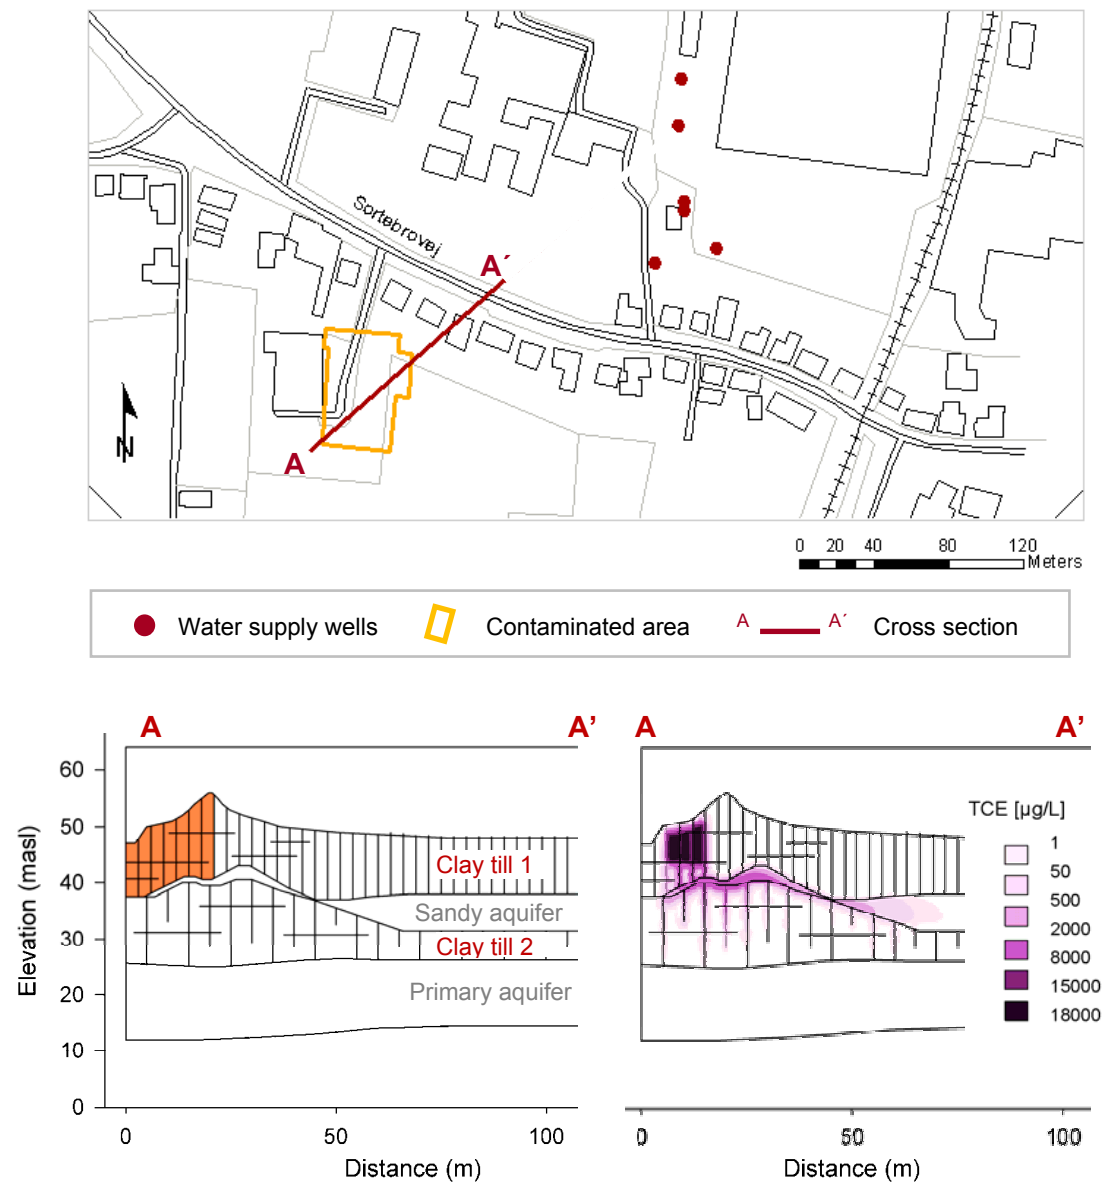 Sortebrovej
A´
A
N
0 20 40 80 120
Meters
Water supply wells
Contaminated area
A A´
Cross section
A A’
A A’
Elevation (masl)
60
50
40
30
20
10
0
Clay till 1
Sandy aquifer
Clay till 2
Primary aquifer
0 50 100
Distance (m)
TCE [µg/L]
1
50
500
2000
8000
15000
18000
0 50 100
Distance (m)